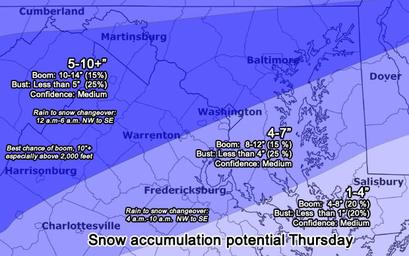 Cumberland
Martinsburg
5-10+"
Boom: 10-14" (15%)
Bust: Less than 5" (25%)
Confidence: Medium
Baltimore
Dover
Rain to snow changeover:
12 a.m-6 a.m. NW to SE
Washington
Warrenton
4-7"
Boom: 8-12" (15 %)
Bust: Less than 4" (25 %)
Confidence: Medium
Best chance of boom, 10"+
especially above 2,000 feet
Harrisonburg
Fredericksburg
Salisbury
1-4"
Boom: 4-8" (20 %)
Bust: Less than 1" (20 %)
Confidence: Medium
Rain to snow changeover:
4 a.m.-10 a.m. NW to SE
Charlottesville
Snow accumulation potential Thursday